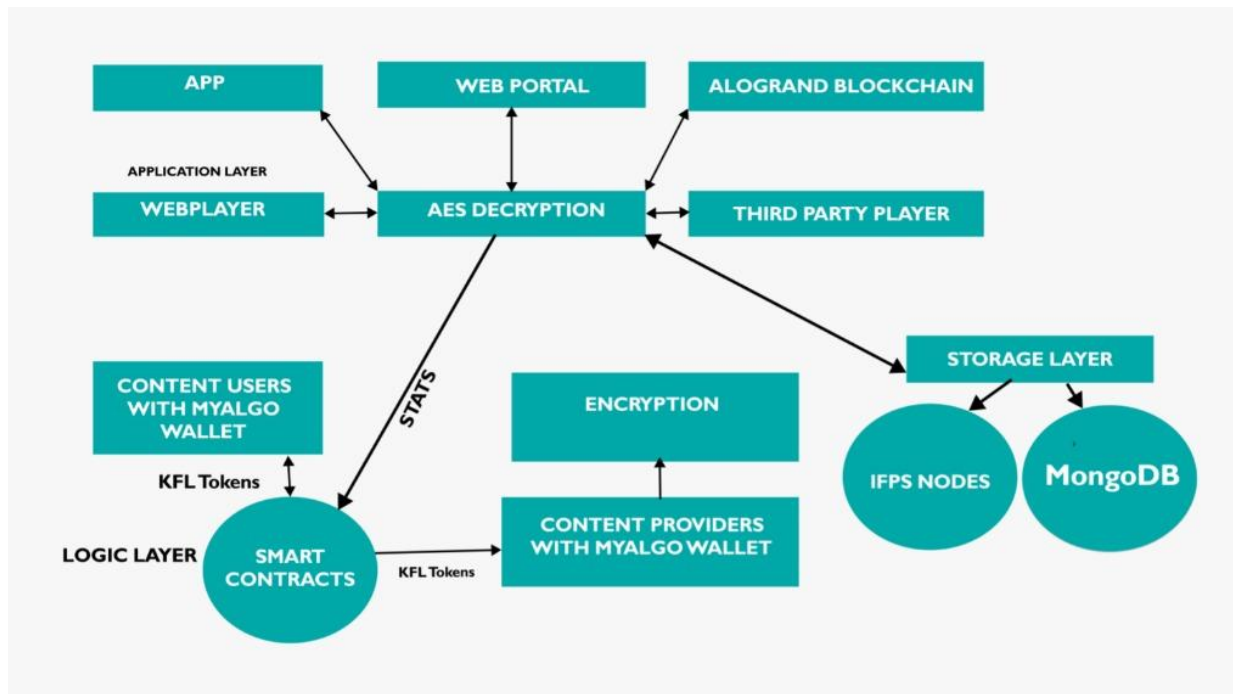 APP
WEB PORTAL
ALOGRAND BLOCKCHAIN
APPLICATION LAYER
WEBPLAYER
AES DECRYPTION
THIRD PARTY PLAYER
STATS
STORAGE LAYER
CONTENT USERS
WITH MYALGO
WALLET
ENCRYPTION
IFPS NODES
MongoDB
KFL Tokens
LOGIC LAYER
SMART
CONTRACTS
KFL Tokens
CONTENT PROVIDERS
WITH MYALGO WALLET